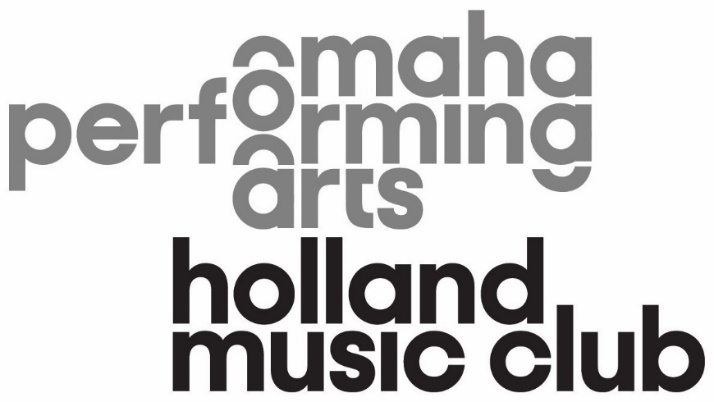 omaha
performing
arts
holland
music club